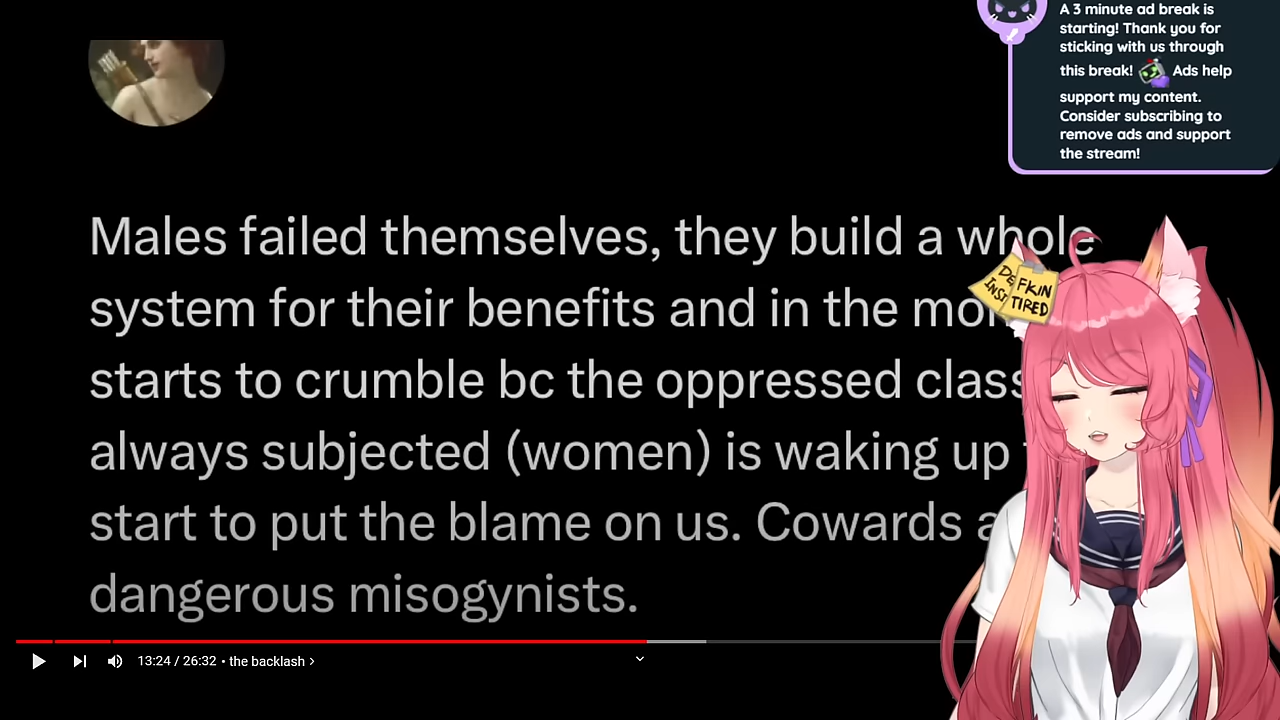 A 3 minute ad break is
starting! Thank you for
sticking with us through
this break! Ads help
support my content.
Consider subscribing to
remove ads and support
the stream!
Males failed themselves, they build a whole
system for their benefits and in the
starts to crumble bc the oppressed class
always subjected (women) is waking up
start to put the blame on us. Cowards
dangerous misogynists.
FKIN
TIRED
13:24 / 26:32 • the backlash ›